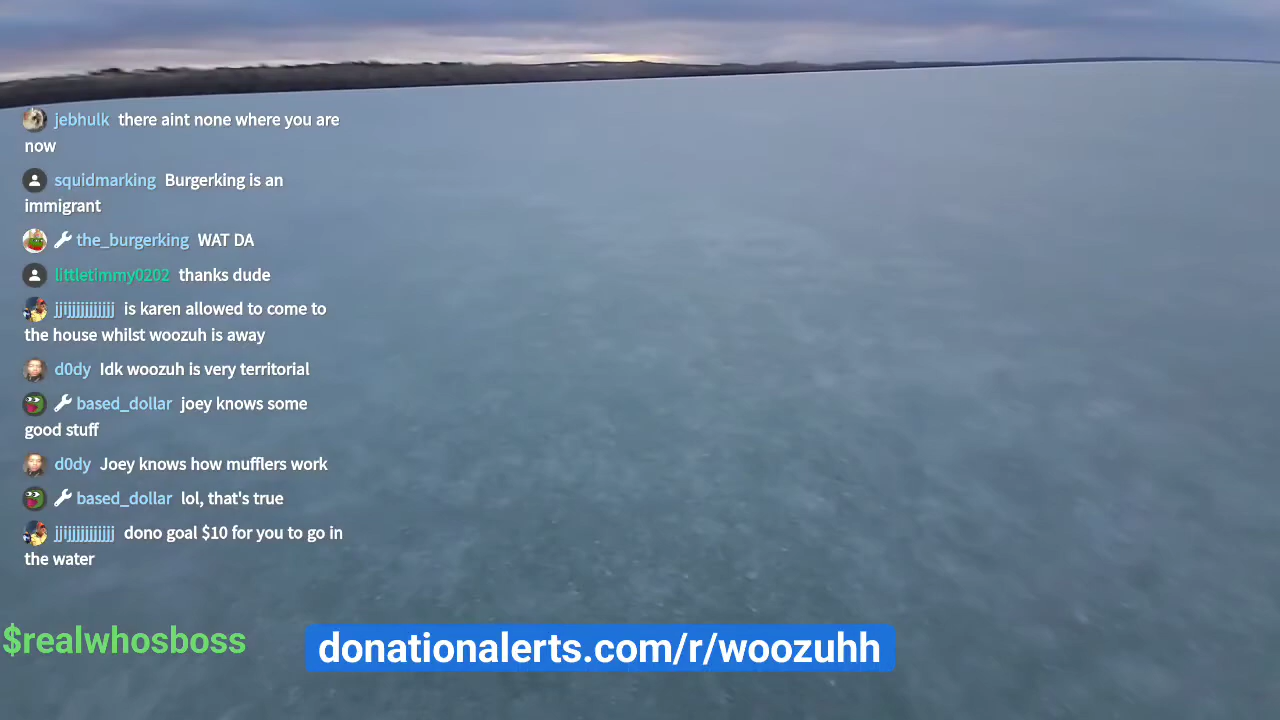 jebhulk there aint none where you are
now
squidmarking Burgerking is an
immigrant
the_burgerking WAT DA
littletimmy0202 thanks dude
jjijjjjjjjjjj is karen allowed to come to
the house whilst woozuh is away
d0dy Idk woozuh is very territorial
based_dollar joey knows some
good stuff
d0dy Joey knows how mufflers work
based_dollar lol, that's true
jjijjjjjjjjjj dono goal $10 for you to go in
the water
$realwhosboss
donationalerts.com/r/woozuhh